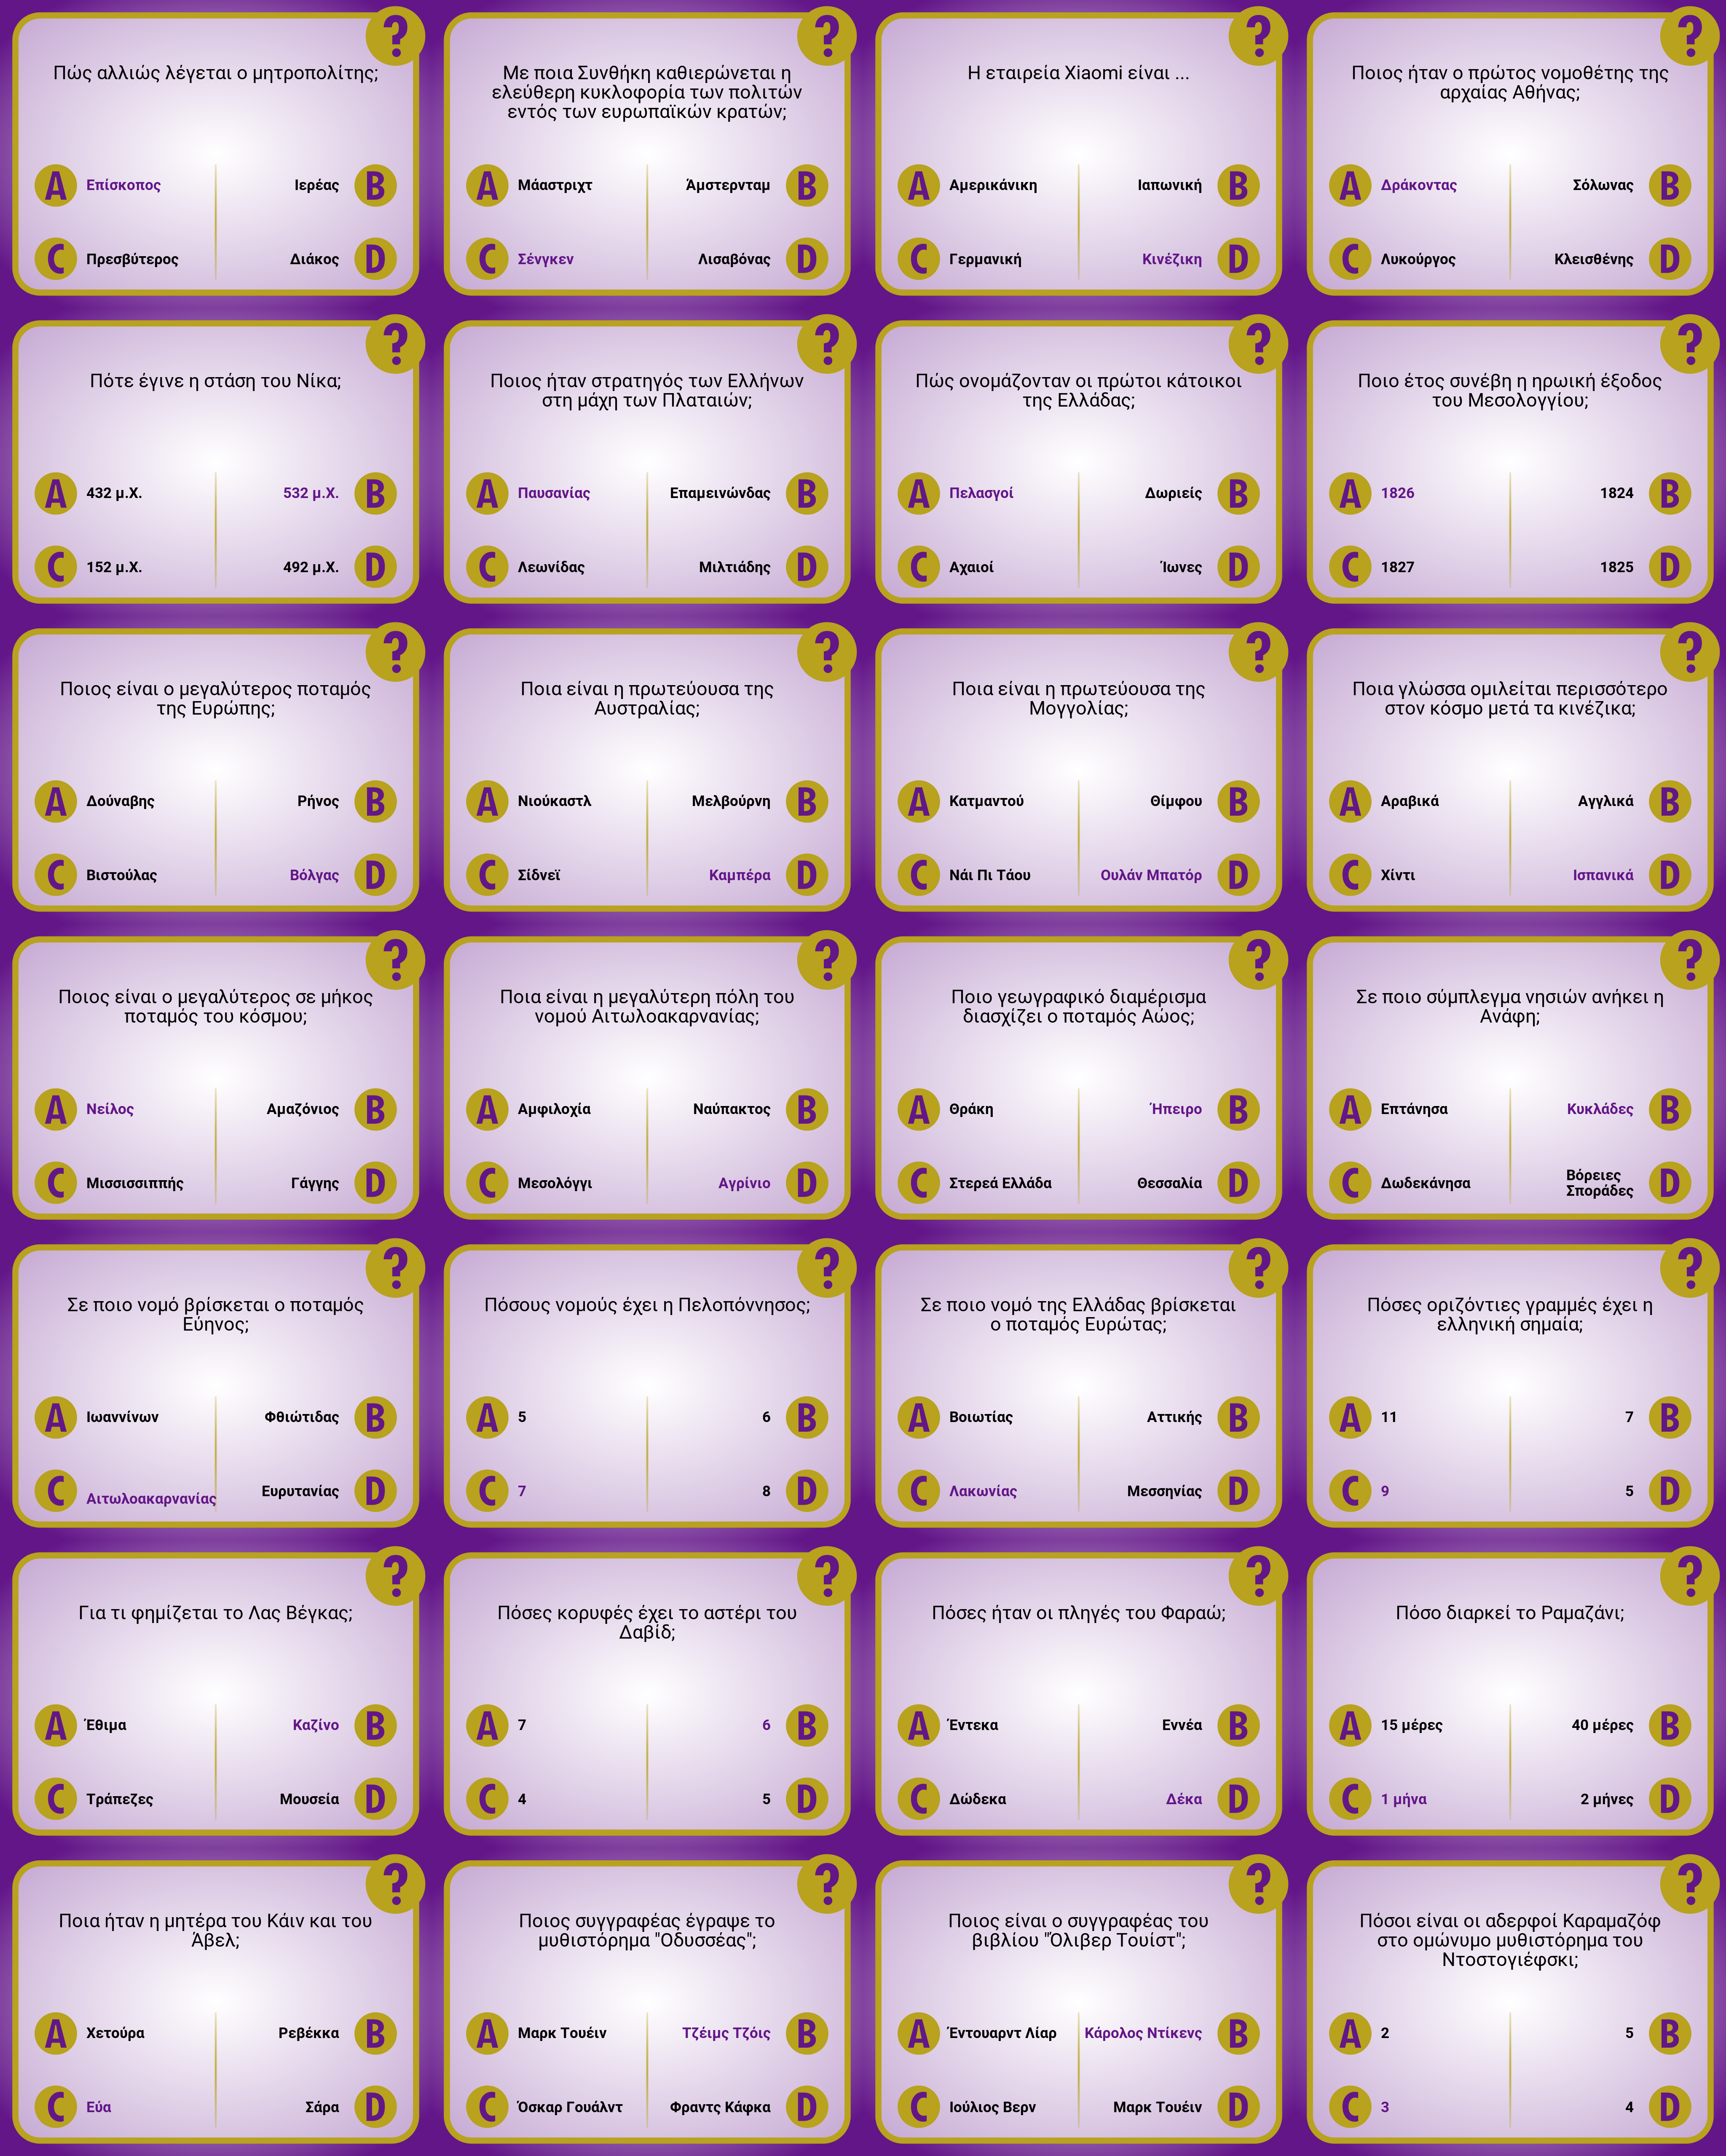 ?
Πώς αλλιώς λέγεται ο μητροπολίτης;
A Επίσκοπος
Ιερέας B
C Πρεσβύτερος
Διάκος D
?
Με ποια Συνθήκη καθιερώνεται η
ελεύθερη κυκλοφορία των πολιτών
εντός των ευρωπαϊκών κρατών;
A Μάαστριχτ
Άμστερνταμ B
C Σένγκεν
Λισαβόνας D
?
Η εταιρεία Xiaomi είναι ...
A Αμερικάνικη
Ιαπωνική B
C Γερμανική
Κινέζικη D
?
Ποιος ήταν ο πρώτος νομοθέτης της
αρχαίας Αθήνας;
A Δράκοντας
Σόλωνας B
C Λυκούργος
Κλεισθένης D
?
Πότε έγινε η στάση του Νίκα;
A 432 μ.Χ.
532 μ.Χ. B
C 152 μ.Χ.
492 μ.Χ. D
?
Ποιος ήταν στρατηγός των Ελλήνων
στη μάχη των Πλαταιών;
A Παυσανίας
Επαμεινώνδας B
C Λεωνίδας
Μιλτιάδης D
?
Πώς ονομάζονταν οι πρώτοι κάτοικοι
της Ελλάδας;
A Πελασγοί
Δωριείς B
C Αχαιοί
Ίωνες D
?
Ποιο έτος συνέβη η ηρωική έξοδος
του Μεσολογγίου;
A 1826
1824 B
C 1827
1825 D
?
Ποιος είναι ο μεγαλύτερος ποταμός
της Ευρώπης;
A Δούναβης
Ρήνος B
C Βιστούλας
Βόλγας D
?
Ποια είναι η πρωτεύουσα της
Αυστραλίας;
A Νιούκαστλ
Μελβούρνη B
C Σίδνεϊ
Καμπέρα D
?
Ποια είναι η πρωτεύουσα της
Μογγολίας;
A Κατμαντού
Θίμφου B
C Νάι Πι Τάου
Ουλάν Μπατόρ D
?
Ποια γλώσσα ομιλείται περισσότερο
στον κόσμο μετά τα κινέζικα;
A Αραβικά
Αγγλικά B
C Χίντι
Ισπανικά D
?
Ποιος είναι ο μεγαλύτερος σε μήκος
ποταμός του κόσμου;
A Νείλος
Αμαζόνιος B
C Μισσισσιππής
Γάγγης D
?
Ποια είναι η μεγαλύτερη πόλη του
νομού Αιτωλοακαρνανίας;
A Αμφιλοχία
Ναύπακτος B
C Μεσολόγγι
Αγρίνιο D
?
Ποιο γεωγραφικό διαμέρισμα
διασχίζει ο ποταμός Αώος;
A Θράκη
Ήπειρο B
C Στερεά Ελλάδα
Θεσσαλία D
?
Σε ποιο σύμπλεγμα νησιών ανήκει η
Ανάφη;
A Επτάνησα
Κυκλάδες B
C Δωδεκάνησα
Βόρειες
Σποράδες D
?
Σε ποιο νομό βρίσκεται ο ποταμός
Εύηνος;
A Ιωαννίνων
Φθιώτιδας B
C Αιτωλοακαρνανίας
Ευρυτανίας D
?
Πόσους νομούς έχει η Πελοπόννησος;
A 5
6 B
C 7
8 D
?
Σε ποιο νομό της Ελλάδας βρίσκεται
ο ποταμός Ευρώτας;
A Βοιωτίας
Αττικής B
C Λακωνίας
Μεσσηνίας D
?
Πόσες οριζόντιες γραμμές έχει η
ελληνική σημαία;
A 11
7 B
C 9
5 D
?
Για τι φημίζεται το Λας Βέγκας;
A Έθιμα
Καζίνο B
C Τράπεζες
Μουσεία D
?
Πόσες κορυφές έχει το αστέρι του
Δαβίδ;
A 7
6 B
C 4
5 D
?
Πόσες ήταν οι πληγές του Φαραώ;
A Έντεκα
Εννέα B
C Δώδεκα
Δέκα D
?
Πόσο διαρκεί το Ραμαζάνι;
A 15 μέρες
40 μέρες B
C 1 μήνα
2 μήνες D
?
Ποια ήταν η μητέρα του Κάιν και του
Άβελ;
A Χετούρα
Ρεβέκκα B
C Εύα
Σάρα D
?
Ποιος συγγραφέας έγραψε το
μυθιστόρημα "Οδυσσέας";
A Μαρκ Τουέιν
Τζέιμς Τζόις B
C Όσκαρ Γουάλντ
Φραντς Κάφκα D
?
Ποιος είναι ο συγγραφέας του
βιβλίου "Όλιβερ Τουίστ";
A Έντουαρντ Λίαρ
Κάρολος Ντίκενς B
C Ιούλιος Βερν
Μαρκ Τουέιν D
?
Πόσοι είναι οι αδερφοί Καραμαζόφ
στο ομώνυμο μυθιστόρημα του
Ντοστογιέφσκι;
A 2
5 B
C 3
4 D